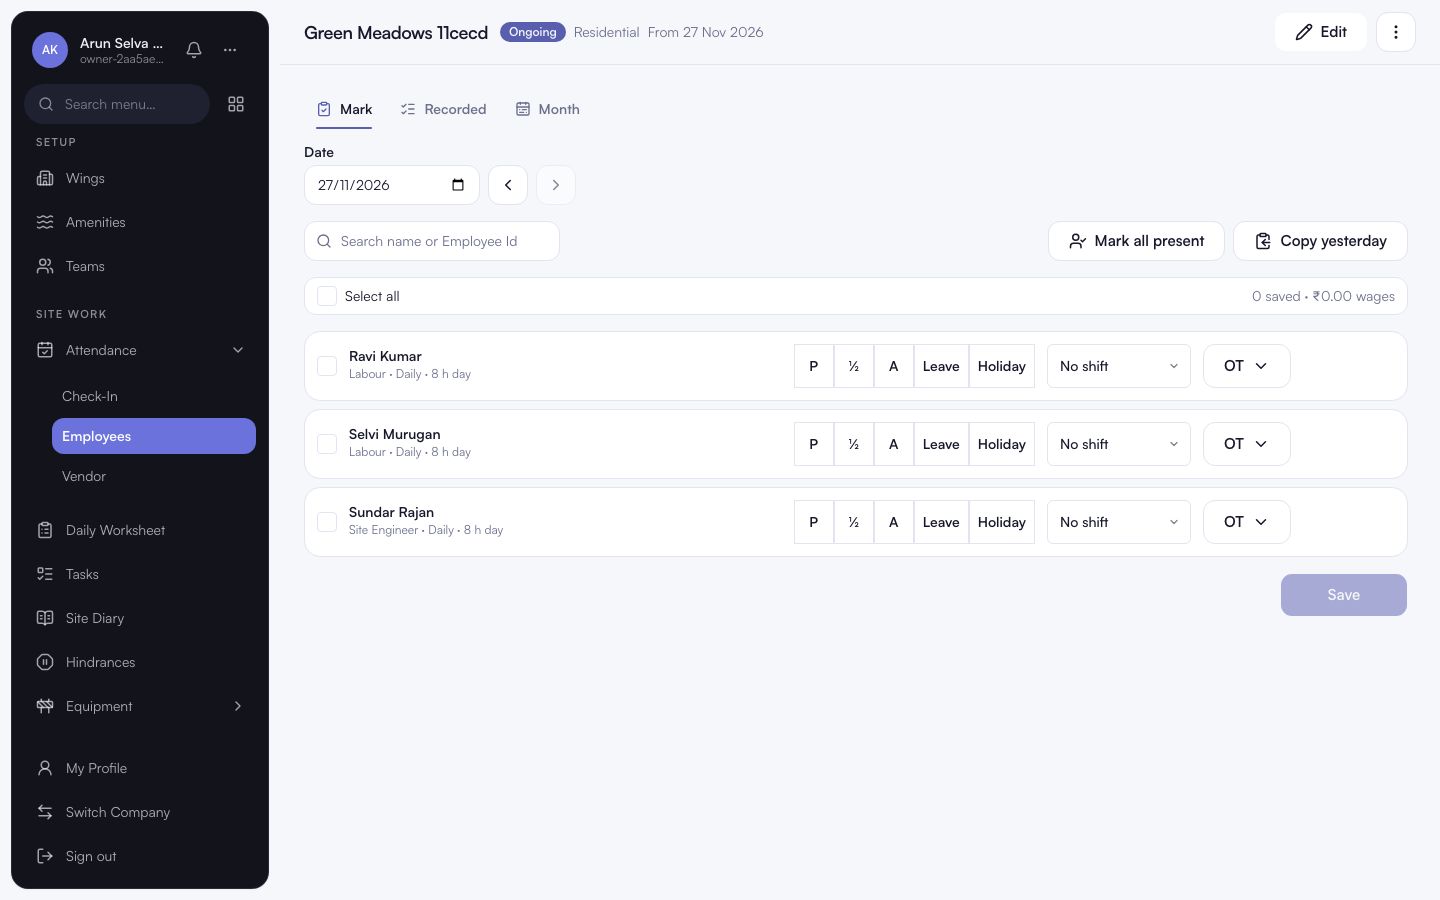 AK
Arun Selva ...
owner-2aa5ae...
Search menu...
SETUP
Wings
Amenities
Teams
SITE WORK
Attendance
Check-In
Employees
Vendor
Daily Worksheet
Tasks
Site Diary
Hindrances
Equipment
My Profile
Switch Company
Sign out
Green Meadows 11cecd Ongoing Residential From 27 Nov 2026
Edit
Mark Recorded Month
Date
27/11/2026
Search name or Employee Id
Mark all present Copy yesterday
Select all 0 saved · ₹0.00 wages
Ravi Kumar
Labour · Daily · 8 h day
P ½ A Leave Holiday No shift OT
Selvi Murugan
Labour · Daily · 8 h day
P ½ A Leave Holiday No shift OT
Sundar Rajan
Site Engineer · Daily · 8 h day
P ½ A Leave Holiday No shift OT
Save